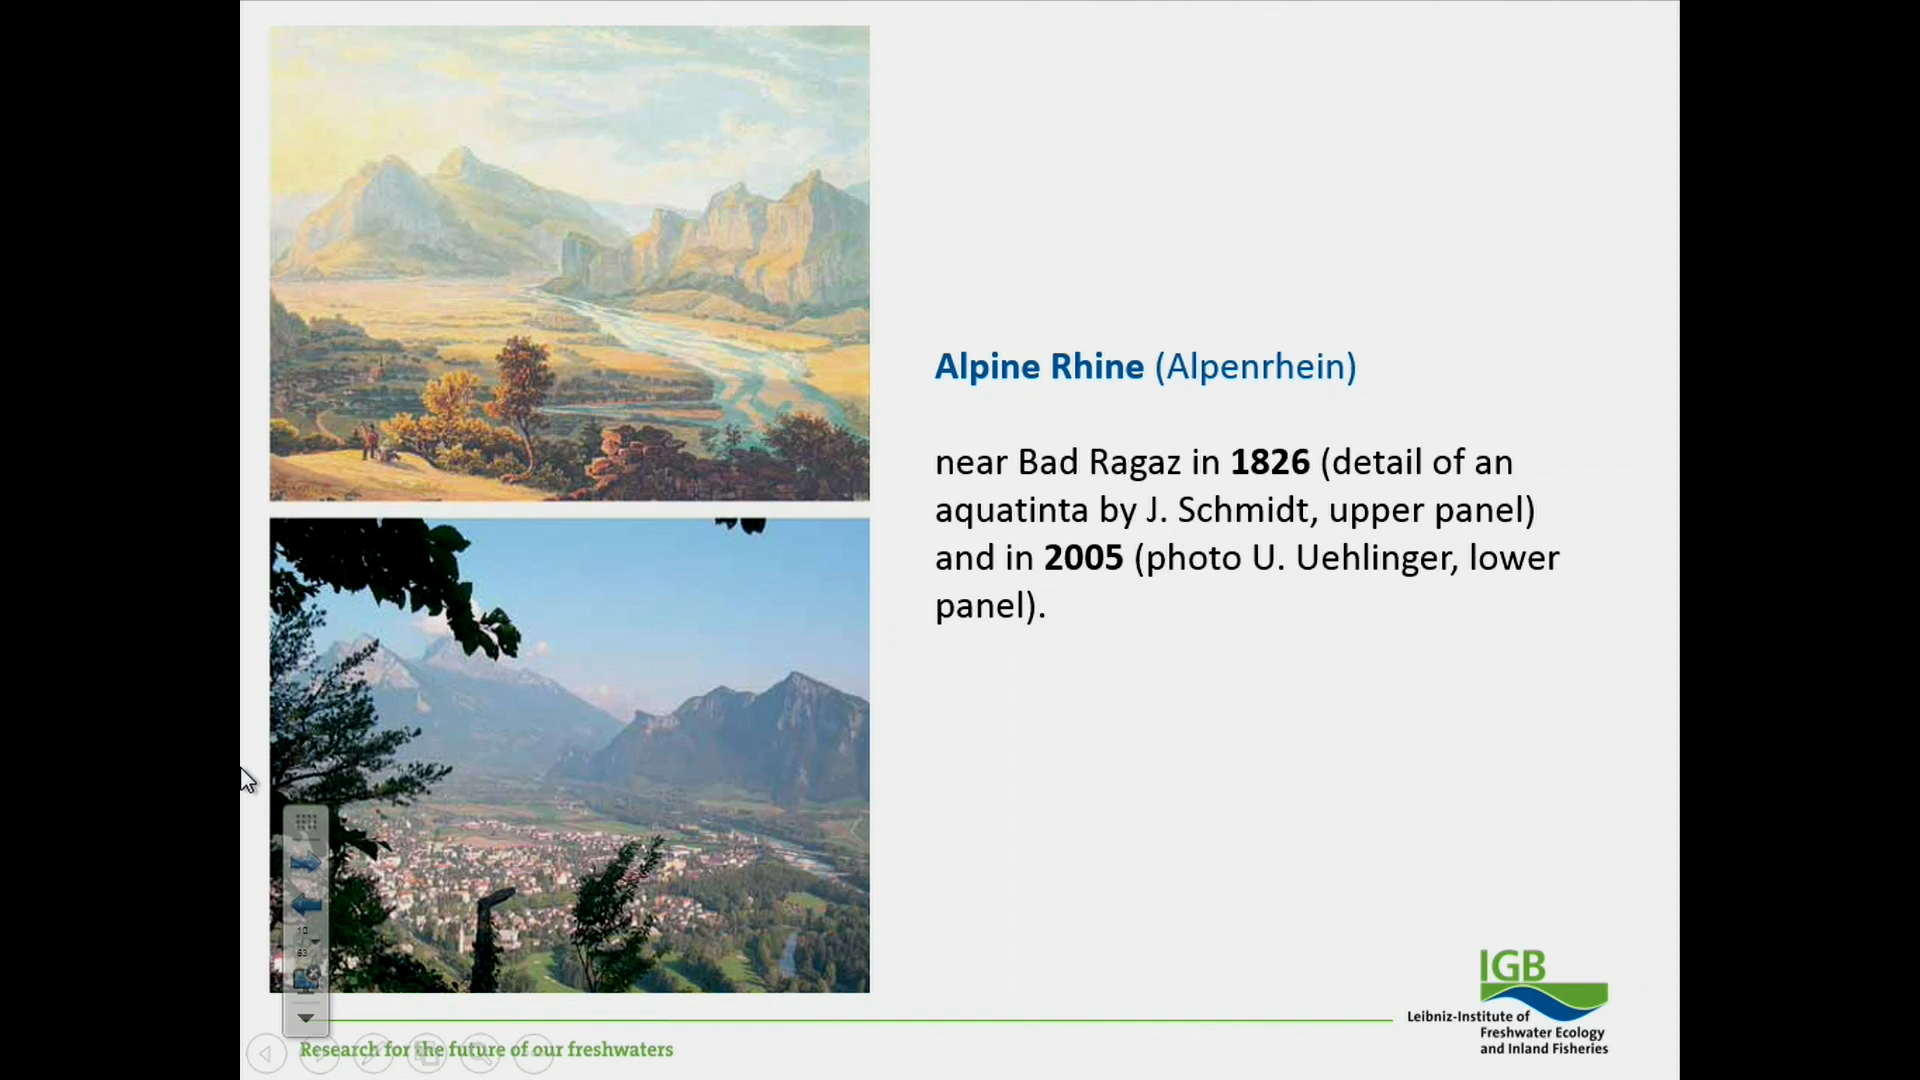 Alpine Rhine (Alpenrhein)
near Bad Ragaz in 1826 (detail of an
aquatinta by J. Schmidt, upper panel)
and in 2005 (photo U. Uehlinger, lower
panel).
10
63
IGB
Leibniz-Institute of
Freshwater Ecology
and Inland Fisheries
Research for the future of our freshwaters